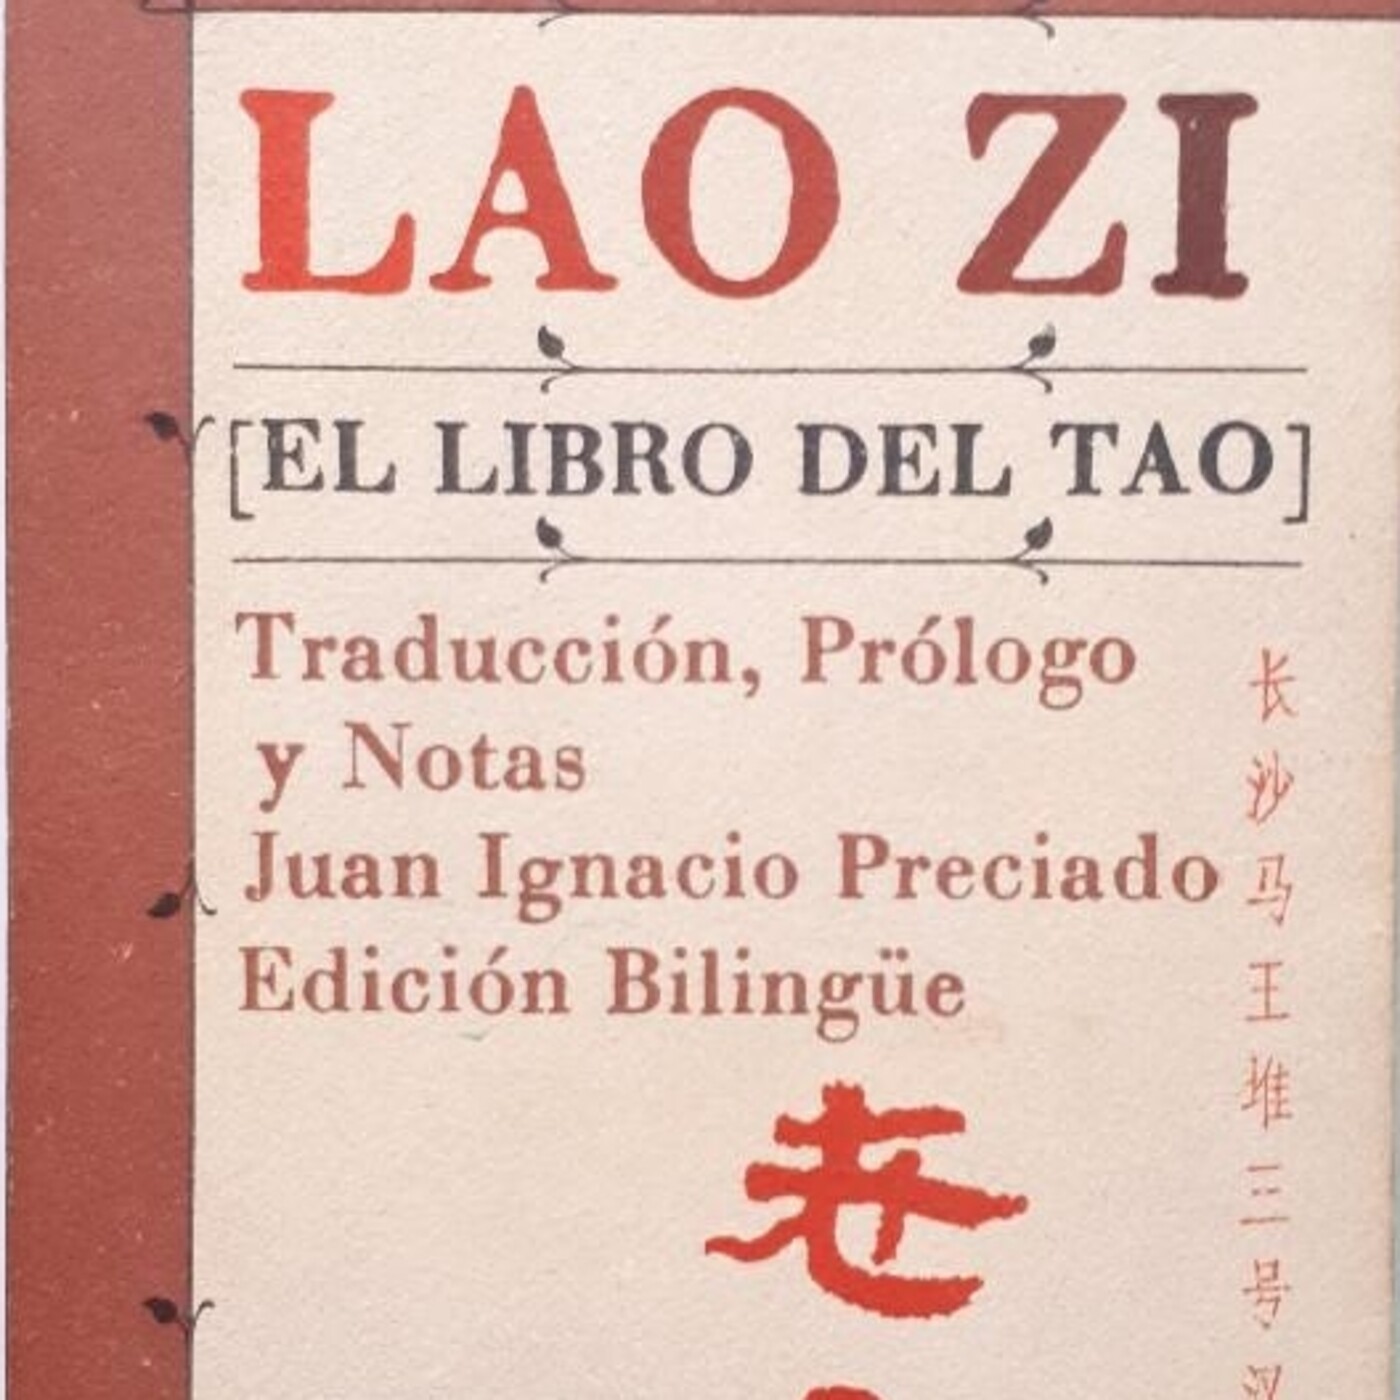 LAO ZI
[EL LIBRO DEL TAO]
Traducción, Prólogo
y Notas
Juan Ignacio Preciado
Edición Bilingüe
老
长沙马王堆三号汉